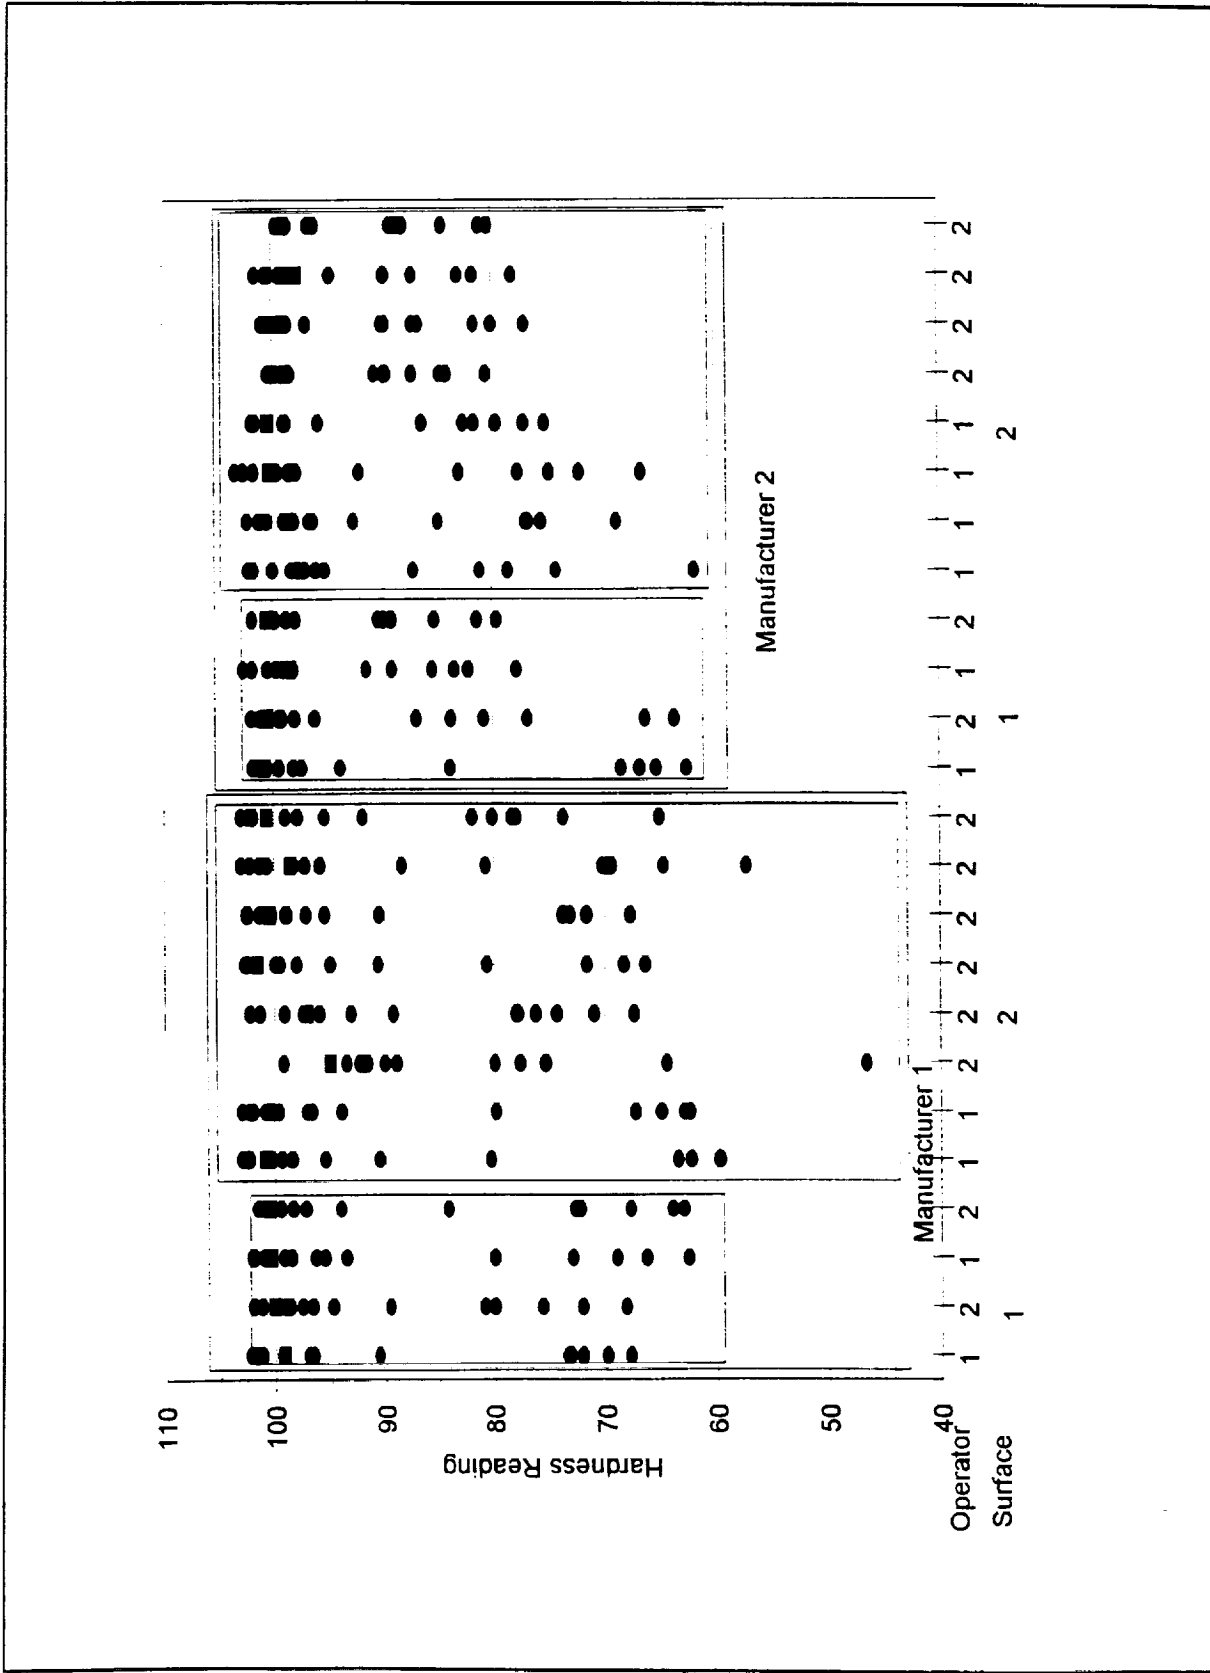 Hardness Reading
110
100
90
80
70
60
50
40
Manufacturer 2
Manufacturer 1
Operator 1 2 1 2 1 1 2 2 2 2 2 2 1 2 1 2 1 1 1 1 2 2 2 2
Surface 1 2 1 2